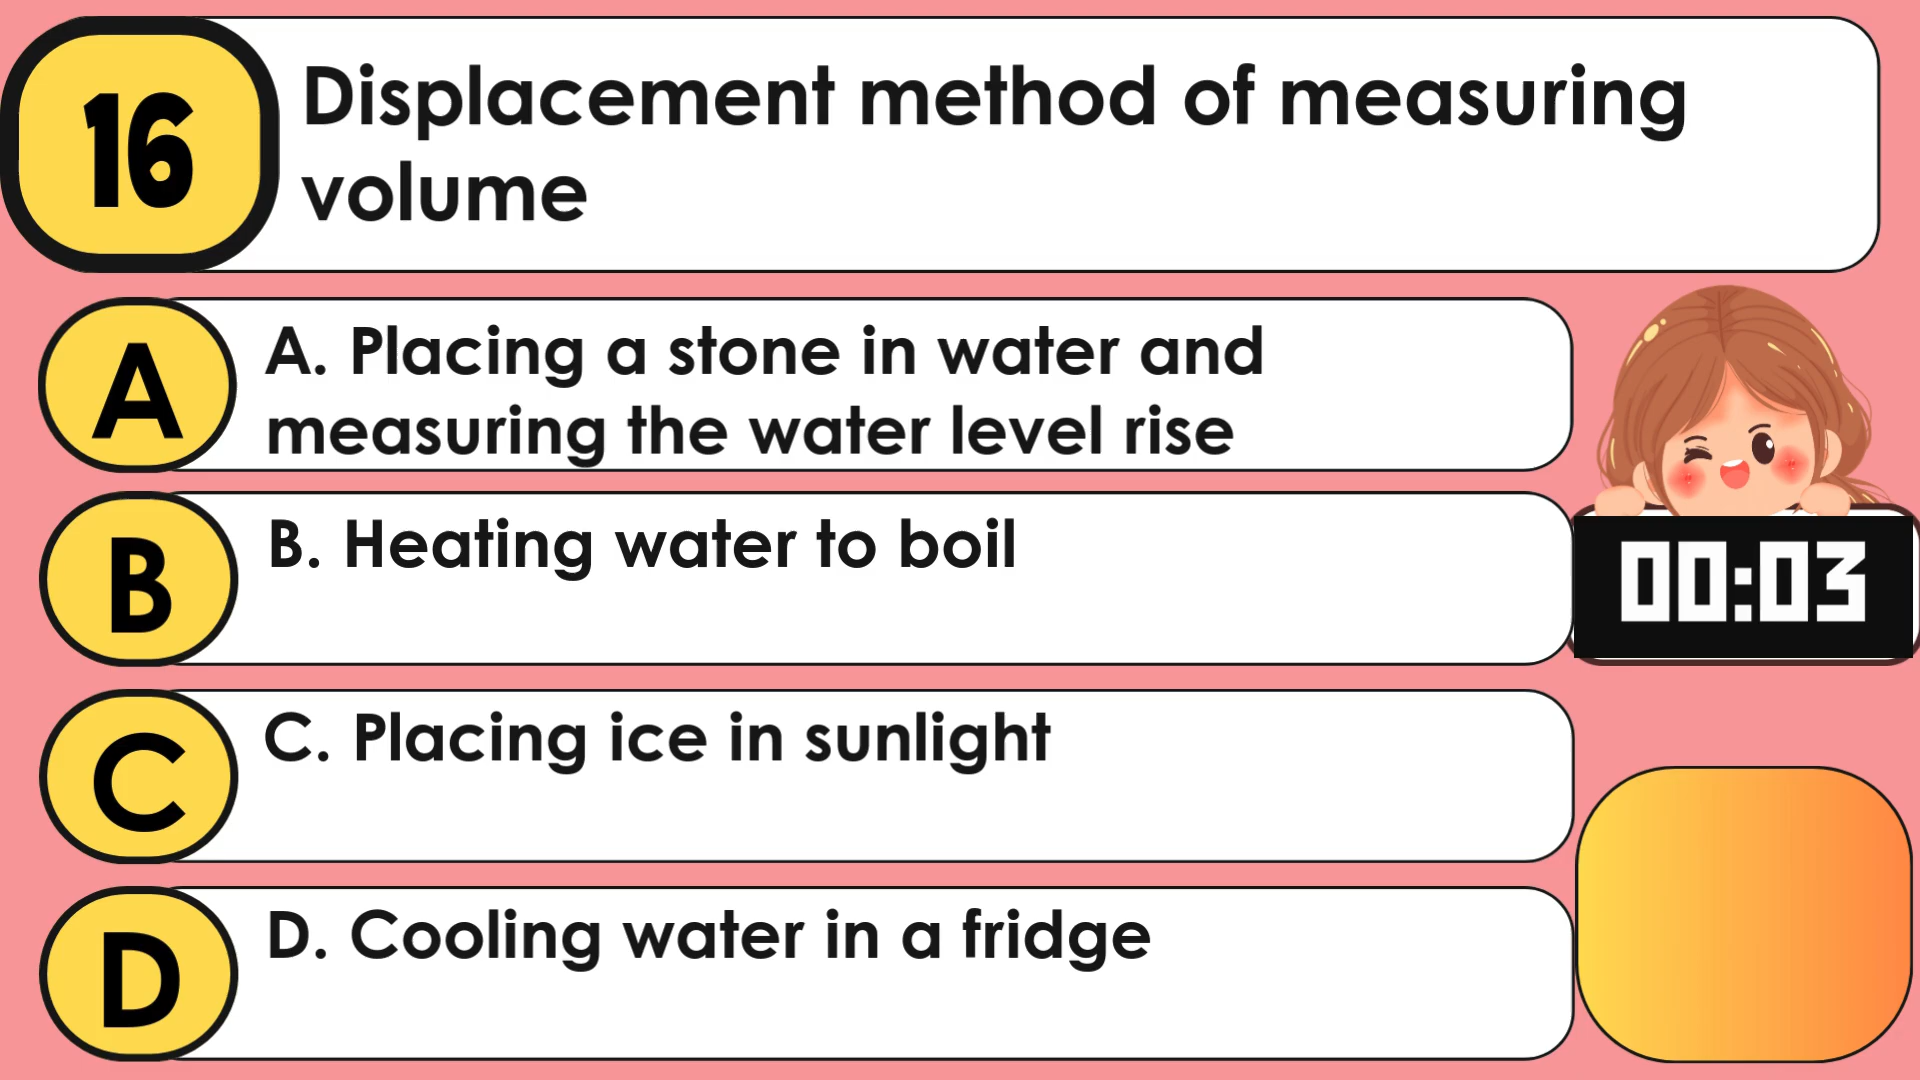 16
Displacement method of measuring
volume
A
A. Placing a stone in water and
measuring the water level rise
B
B. Heating water to boil
00:03
C
C. Placing ice in sunlight
D
D. Cooling water in a fridge